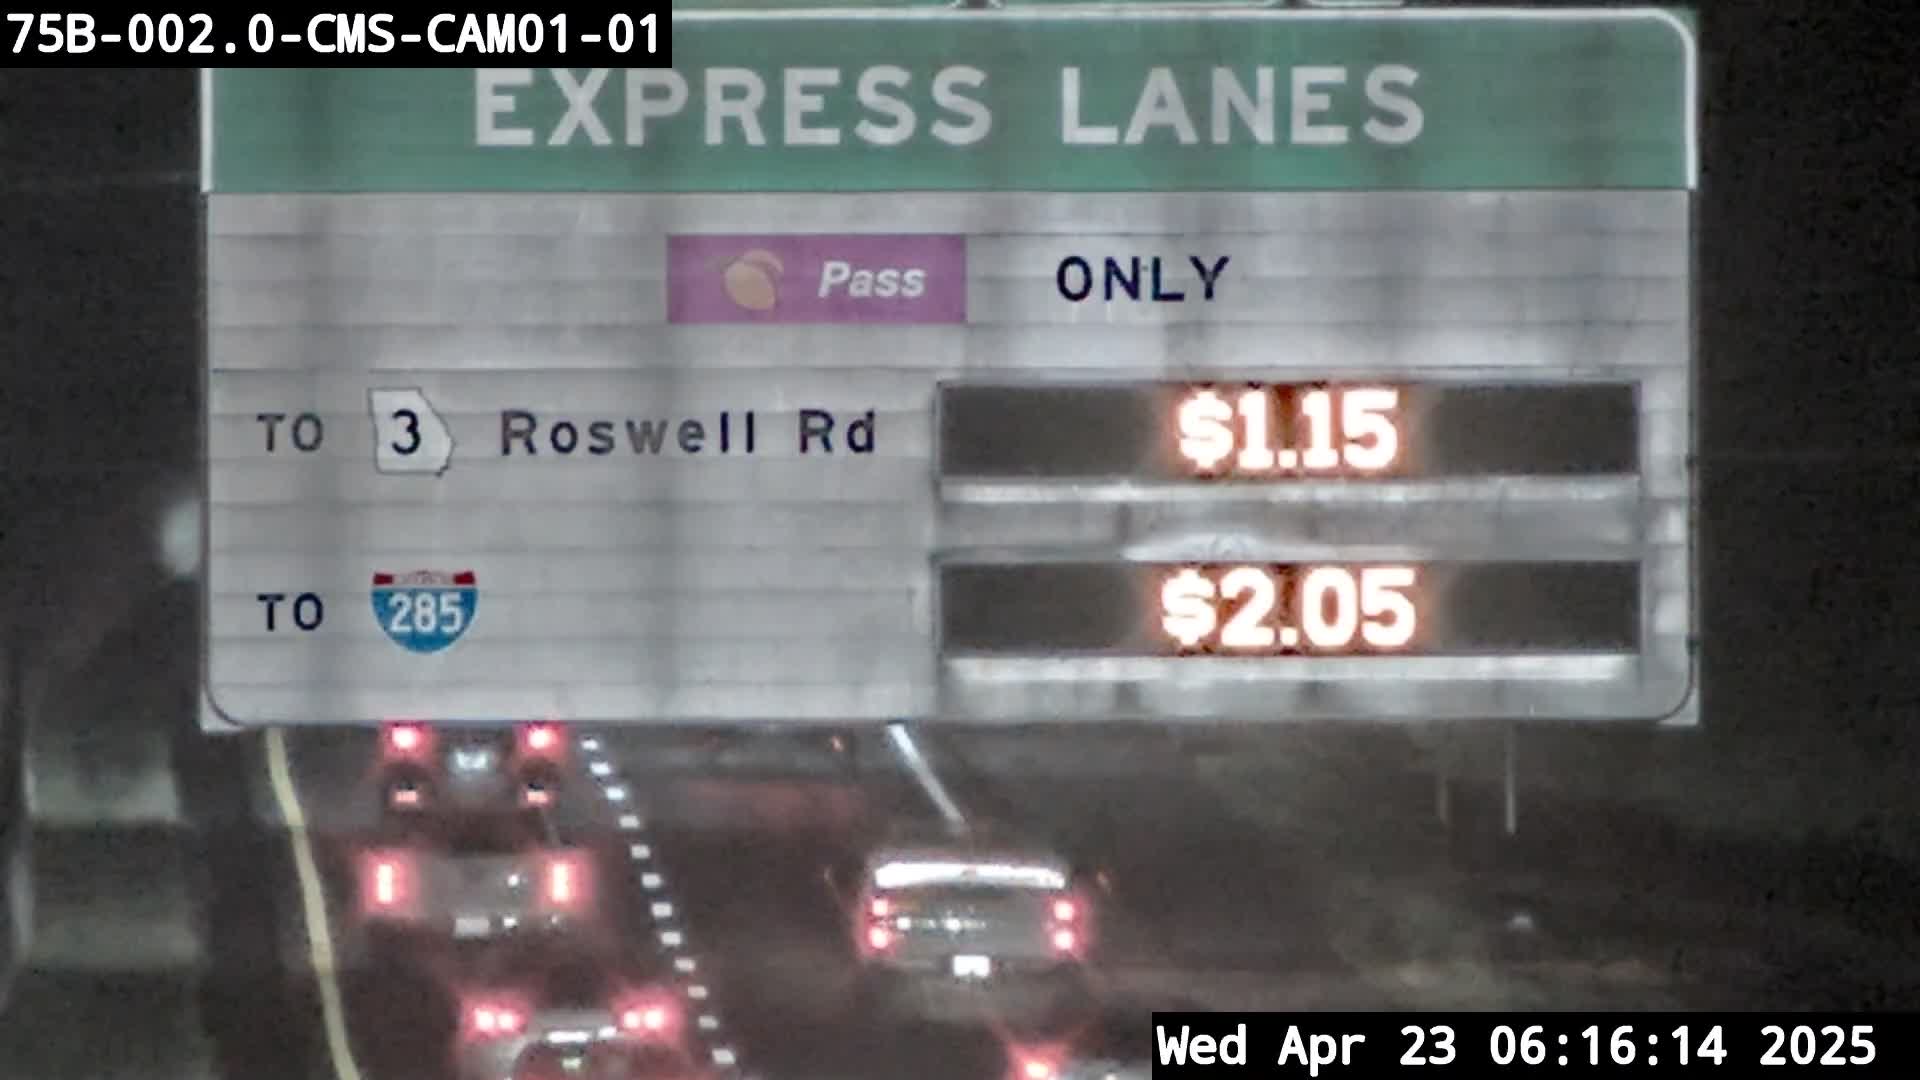 75B-002.0-CMS-CAM01-01
EXPRESS LANES
Pass ONLY
TO 3 Roswell Rd $1.15
TO 285 $2.05
Wed Apr 23 06:16:14 2025